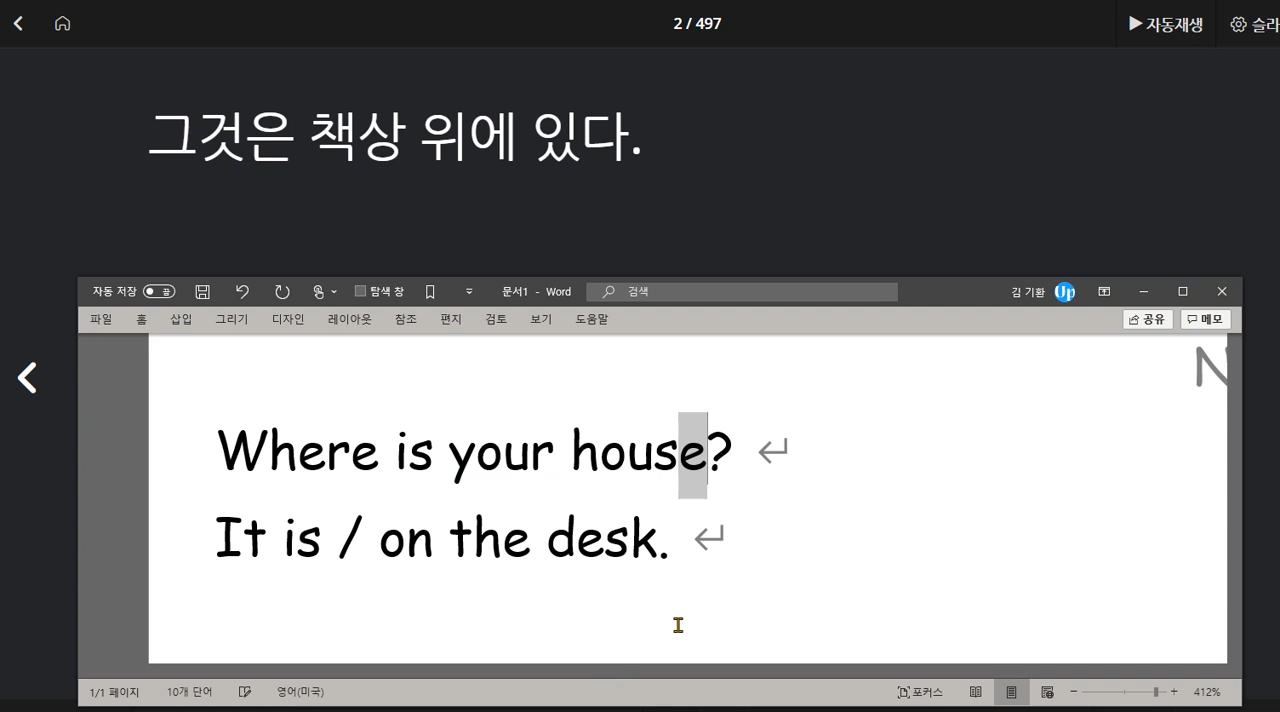 2 / 497
자동재생
슬라
그것은 책상 위에 있다.
자동 저장 끔 탐색 창 문서1 - Word 검색 김 기환 Up
파일 홈 삽입 그리기 디자인 레이아웃 참조 편지 검토 보기 도움말 공유 메모
N
Where is your house?
It is / on the desk.
1/1 페이지 10개 단어 영어(미국) 포커스 412%